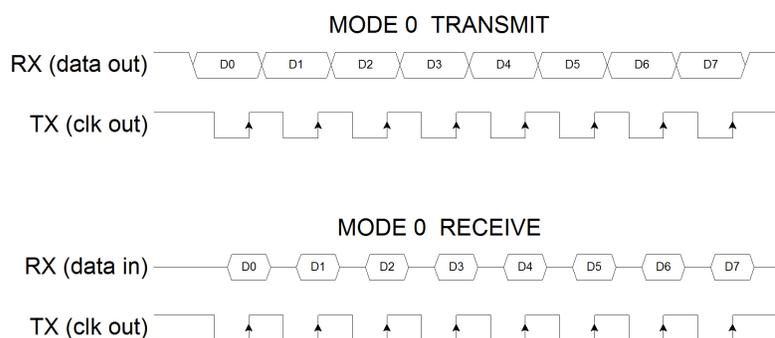 MODE 0 TRANSMIT
RX (data out) D0 D1 D2 D3 D4 D5 D6 D7
TX (clk out)
MODE 0 RECEIVE
RX (data in) D0 D1 D2 D3 D4 D5 D6 D7
TX (clk out)